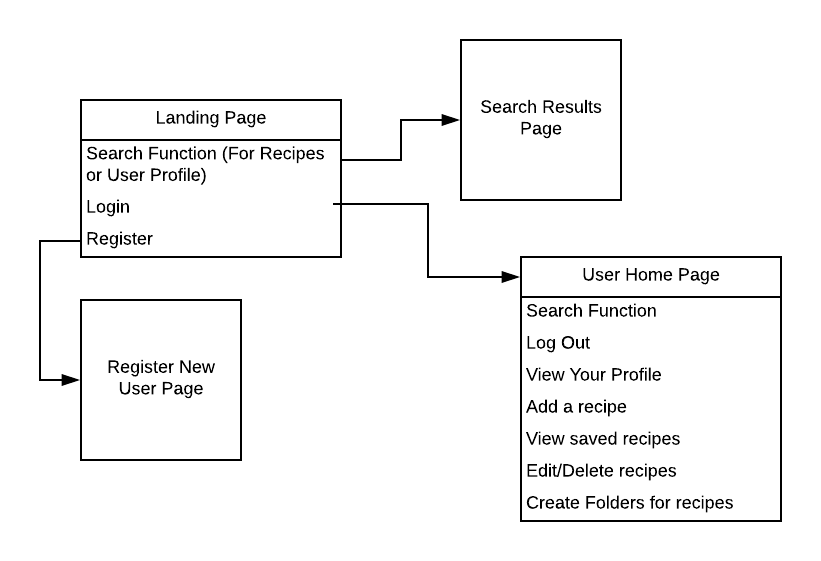 Search Results
Page
Landing Page
Search Function (For Recipes
or User Profile)
Login
Register
User Home Page
Search Function
Log Out
View Your Profile
Add a recipe
View saved recipes
Edit/Delete recipes
Create Folders for recipes
Register New
User Page